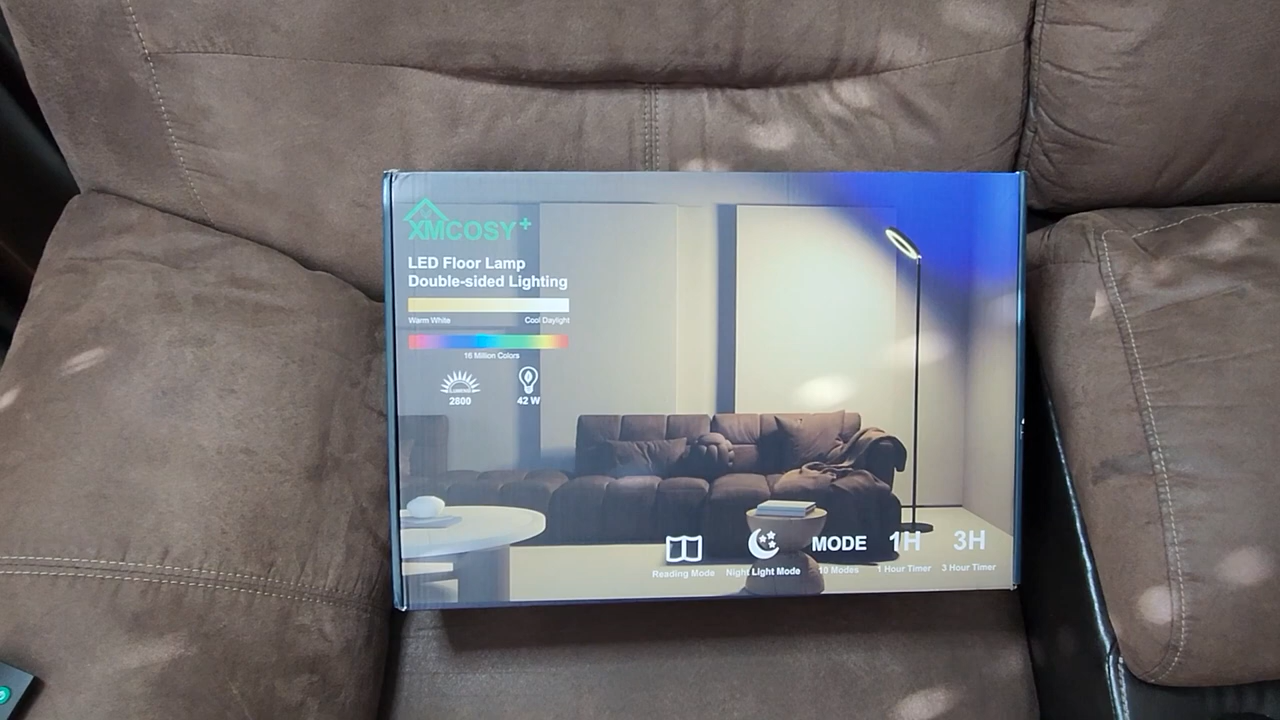 XMCOSY+
LED Floor Lamp
Double-sided Lighting
Warm White Cool Daylight
16 Million Colors
LUMENS
2800 42 W
MODE 1H 3H
Reading Mode Night Light Mode 10 Modes 1 Hour Timer 3 Hour Timer